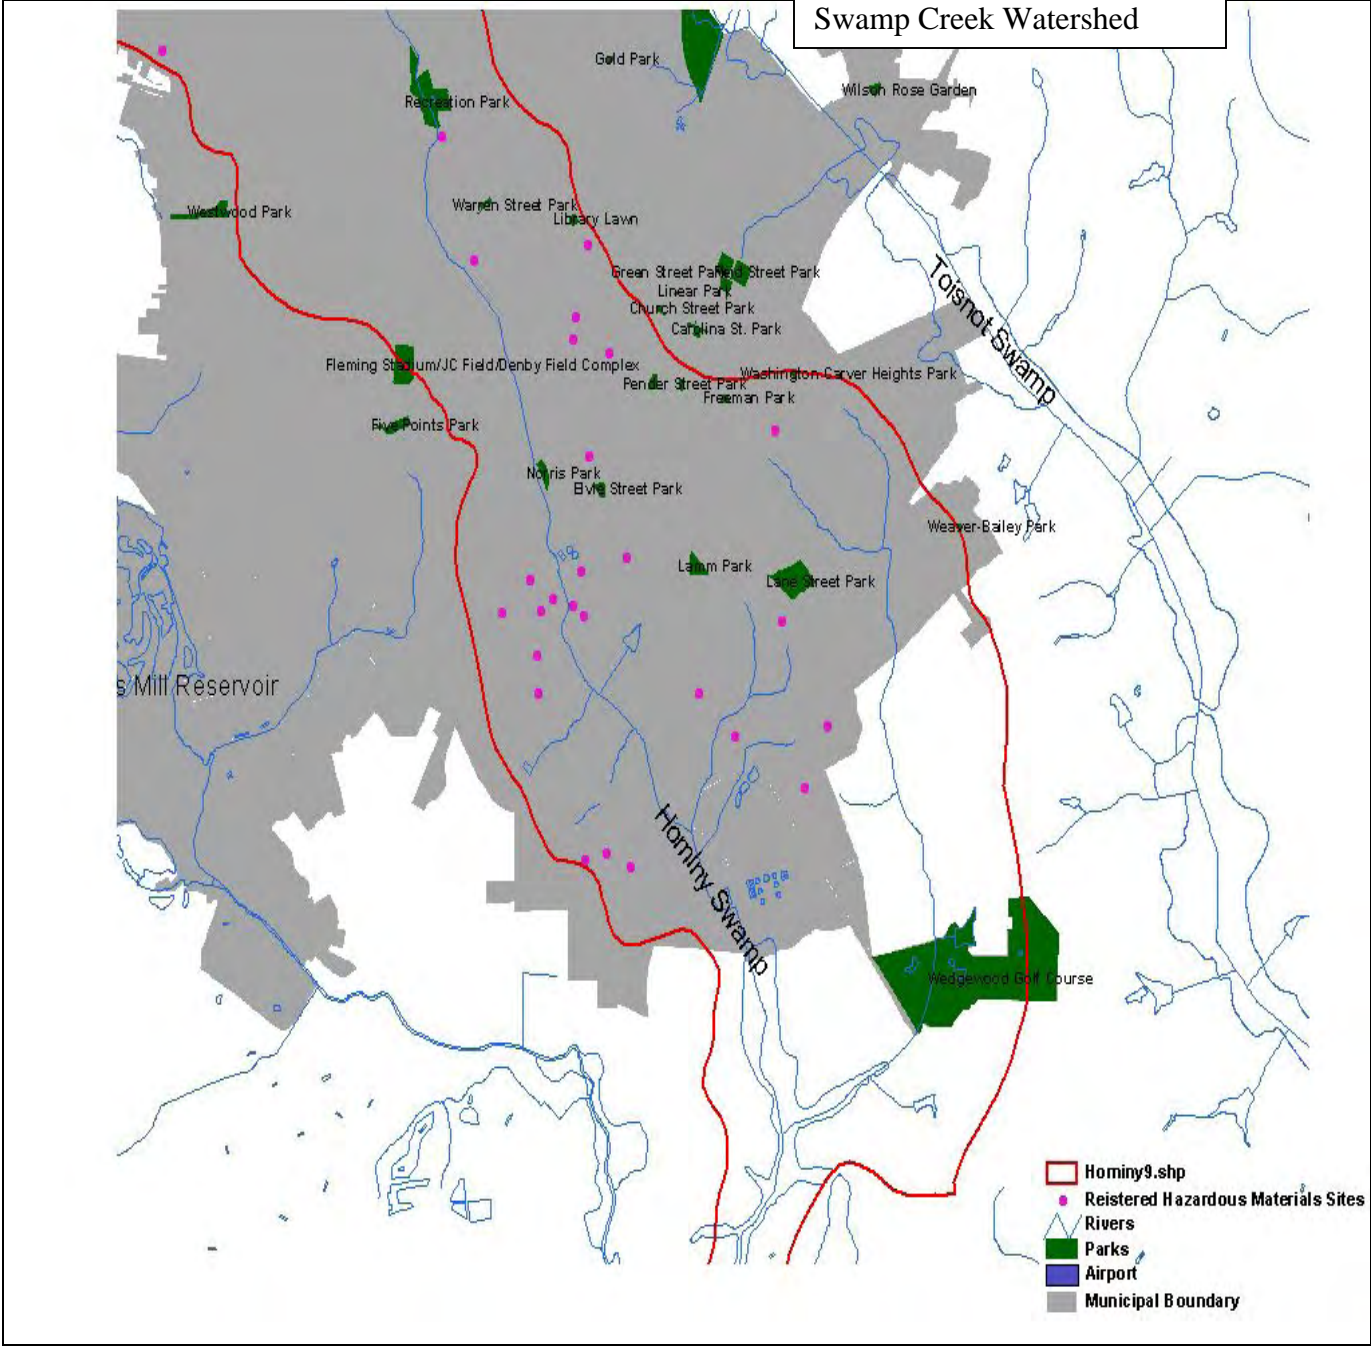 Swamp Creek Watershed
Gold Park
Wilson Rose Garden
Recreation Park
Warren Street Park
Westwood Park
Library Lawn
Green Street Park
Reid Street Park
Linear Park
Church Street Park
Carolina St. Park
Toisnot Swamp
Fleming Stadium/JC Field/Denby Field Complex
Washington-Carver Heights Park
Pender Street Park
Freeman Park
Five Points Park
Norris Park
Elvie Street Park
Weaver-Bailey Park
Lamm Park
Lane Street Park
s Mill Reservoir
Hominy Swamp
Wedgewood Golf Course
Hominy9.shp
Reistered Hazardous Materials Sites
Rivers
Parks
Airport
Municipal Boundary